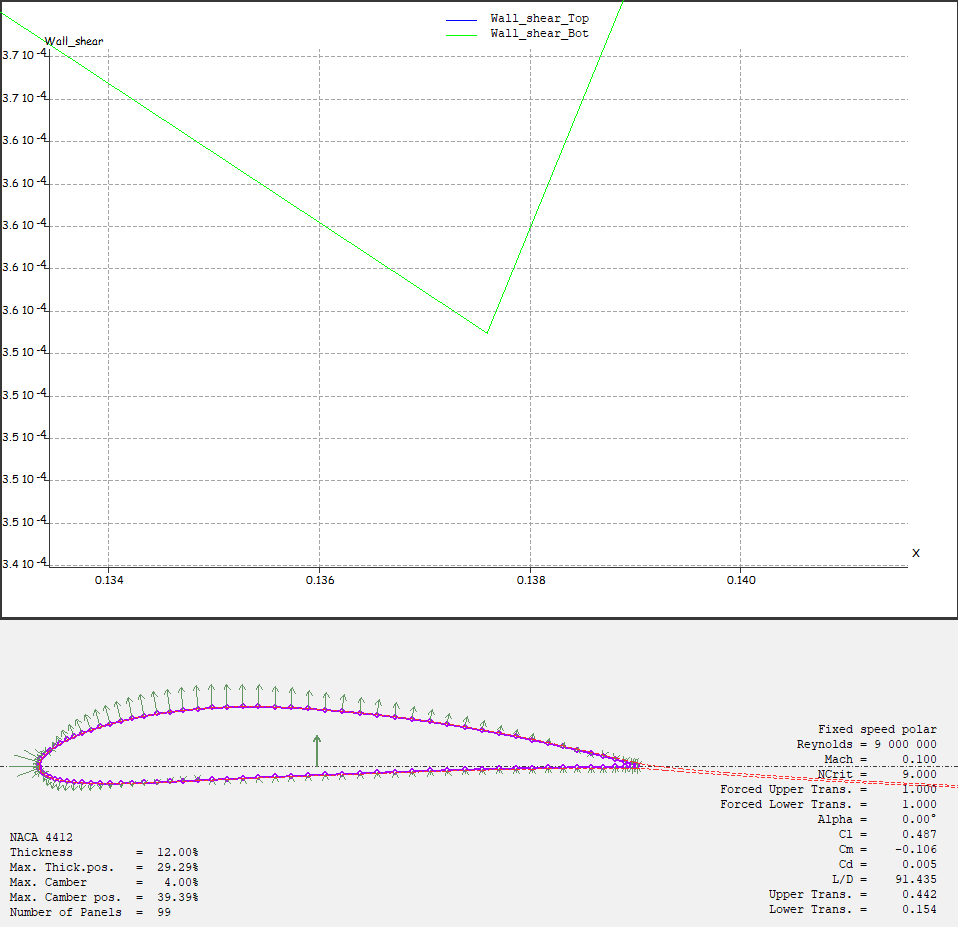 Wall_shear_Top
Wall_shear_Bot
Wall_shear
3.7 10 -4
3.7 10 -4
3.6 10 -4
3.6 10 -4
3.6 10 -4
3.6 10 -4
3.6 10 -4
3.5 10 -4
3.5 10 -4
3.5 10 -4
3.5 10 -4
3.5 10 -4
3.4 10 -4
X
0.134 0.136 0.138 0.140
Fixed speed polar
Reynolds = 9 000 000
Mach = 0.100
NCrit = 9.000
Forced Upper Trans. = 1.000
Forced Lower Trans. = 1.000
Alpha = 0.00°
Cl = 0.487
Cm = -0.106
Cd = 0.005
L/D = 91.435
Upper Trans. = 0.442
Lower Trans. = 0.154
NACA 4412
Thickness = 12.00%
Max. Thick.pos. = 29.29%
Max. Camber = 4.00%
Max. Camber pos. = 39.39%
Number of Panels = 99